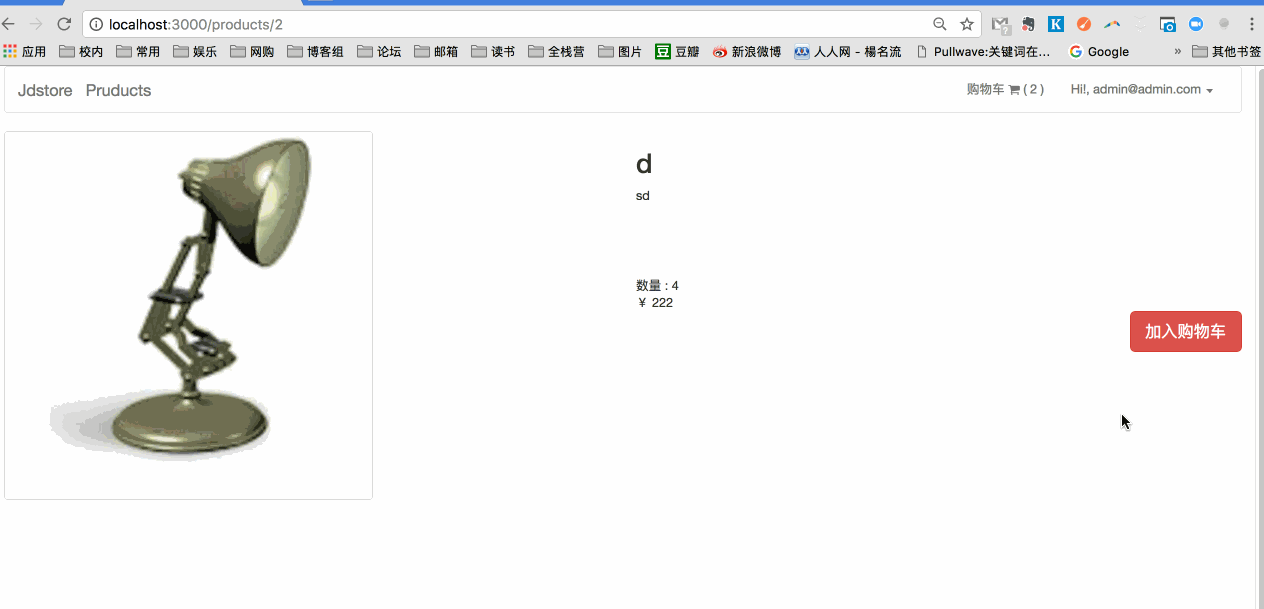 localhost:3000/products/2
应用 校内 常用 娱乐 网购 博客组 论坛 邮箱 读书 全栈营 图片 豆 豆瓣 新浪微博 人人网 - 楊名流 Pullwave:关键词在... Google » 其他书签
Jdstore Pruducts 购物车 ( 2 ) Hi!, admin@admin.com
d
sd
数量 : 4
￥ 222
加入购物车